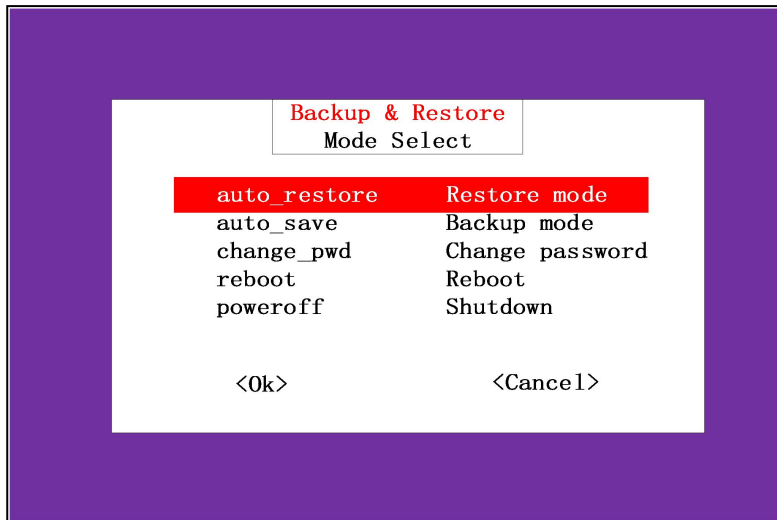 Backup & Restore
Mode Select
auto_restore Restore mode
auto_save Backup mode
change_pwd Change password
reboot Reboot
poweroff Shutdown
<Ok> <Cancel>